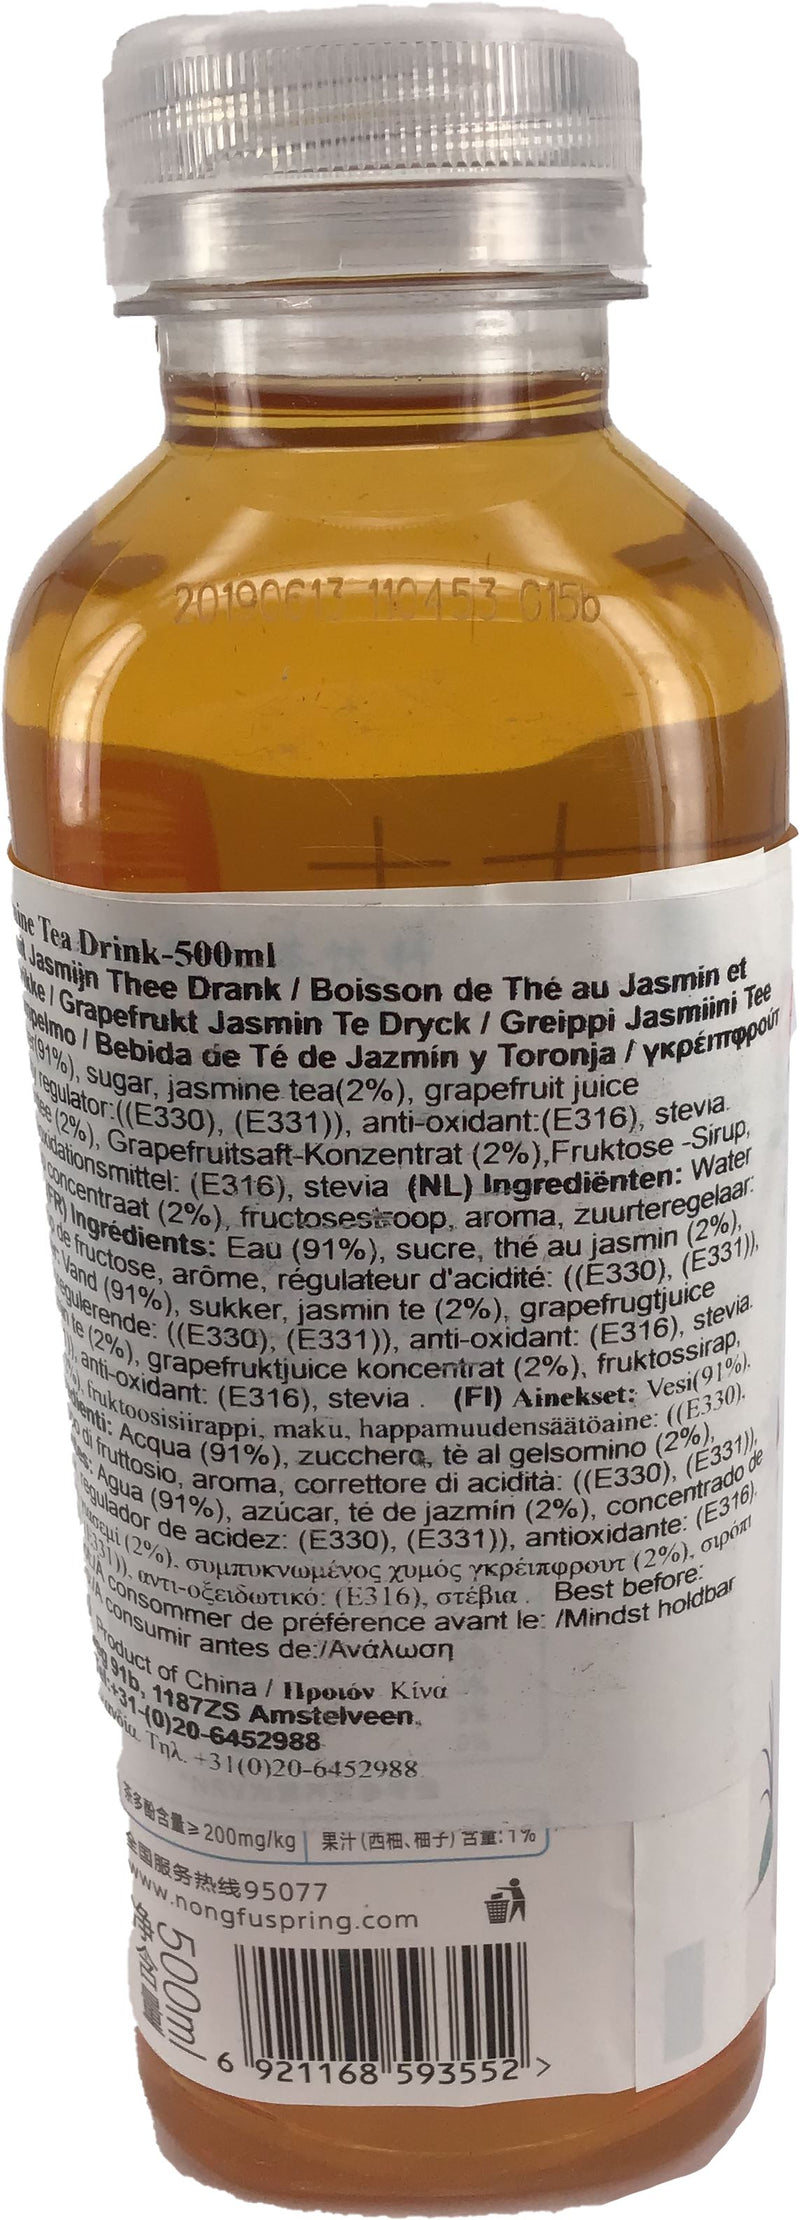 20190613 110453 G15b
Tea Drink-500ml
Jasmijn Thee Drank / Boisson de Thé au Jasmin et
/ Grapefrukt Jasmin Te Dryck / Greippi Jasmiini Tee
/ Bebida de Té de Jazmín y Toronja / γκρέιπφρούτ
(91%), sugar, jasmine tea(2%), grapefruit juice
regulator:((E330), (E331)), anti-oxidant:(E316), stevia.
(2%), Grapefruitsaft-Konzentrat (2%),Fruktose -Sirup,
(E316), stevia (NL) Ingrediënten: Water
concentraat (2%), fructosestroop, aroma, zuurteregelaar:
(FR) Ingrédients: Eau (91%), sucre, thé au jasmin (2%),
de fructose, arôme, régulateur d'acidité: ((E330), (E331)),
Vand (91%), sukker, jasmin te (2%), grapefrugtjuice
((E330), (E331)), anti-oxidant: (E316), stevia.
te (2%), grapefruktjuice koncentrat (2%), fruktossirap,
anti-oxidant: (E316), stevia . (FI) Ainekset: Vesi(91%),
fruktoosisiirappi, maku, happamuudensäätöaine: ((E330),
Acqua (91%), zucchero, tè al gelsomino (2%),
di fruttosio, aroma, correttore di acidità: ((E330), (E331)),
Agua (91%), azúcar, té de jazmín (2%), concentrado de
regulador de acidez: (E330), (E331)), antioxidante: (E316).
(2%), συμπυκνωμένος χυμός γκρέιπφρουτ (2%), σιρόπι
αντι-οξειδωτικό: (E316), στέβια . Best before:
consommer de préférence avant le: /Mindst holdbar
consumir antes de:/Ανάλωση
Product of China / Προιόν Κίνα
91b, 1187ZS Amstelveen.
+31-(0)20-6452988
Τηλ. +31(0)20-6452988
茶多酚含量≥200mg/kg 果汁(西柚、柚子)含量:1%
全国服务热线95077
www.nongfuspring.com
净含量 500ml
6 921168 593552 >